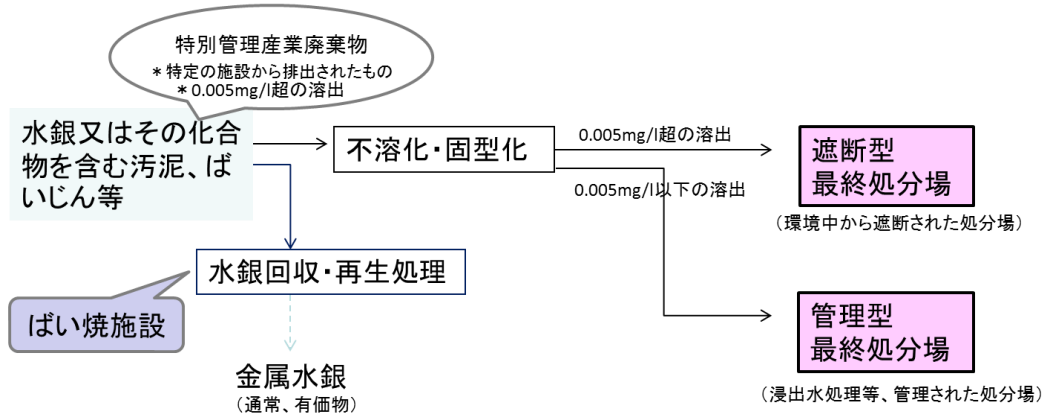 特別管理産業廃棄物
＊特定の施設から排出されたもの
＊0.005mg/l超の溶出
水銀又はその化合
物を含む汚泥、ば
いじん等
不溶化・固型化
0.005mg/l超の溶出
遮断型
最終処分場
（環境中から遮断された処分場）
0.005mg/l以下の溶出
水銀回収・再生処理
ばい焼施設
管理型
最終処分場
（浸出水処理等、管理された処分場）
金属水銀
（通常、有価物）